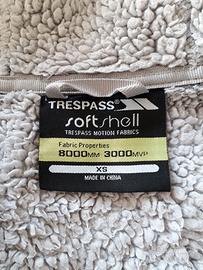 TRESPASS®
softshell
TRESPASS MOTION FABRICS
Fabric Properties
8000MM 3000MVP
XS
MADE IN CHINA